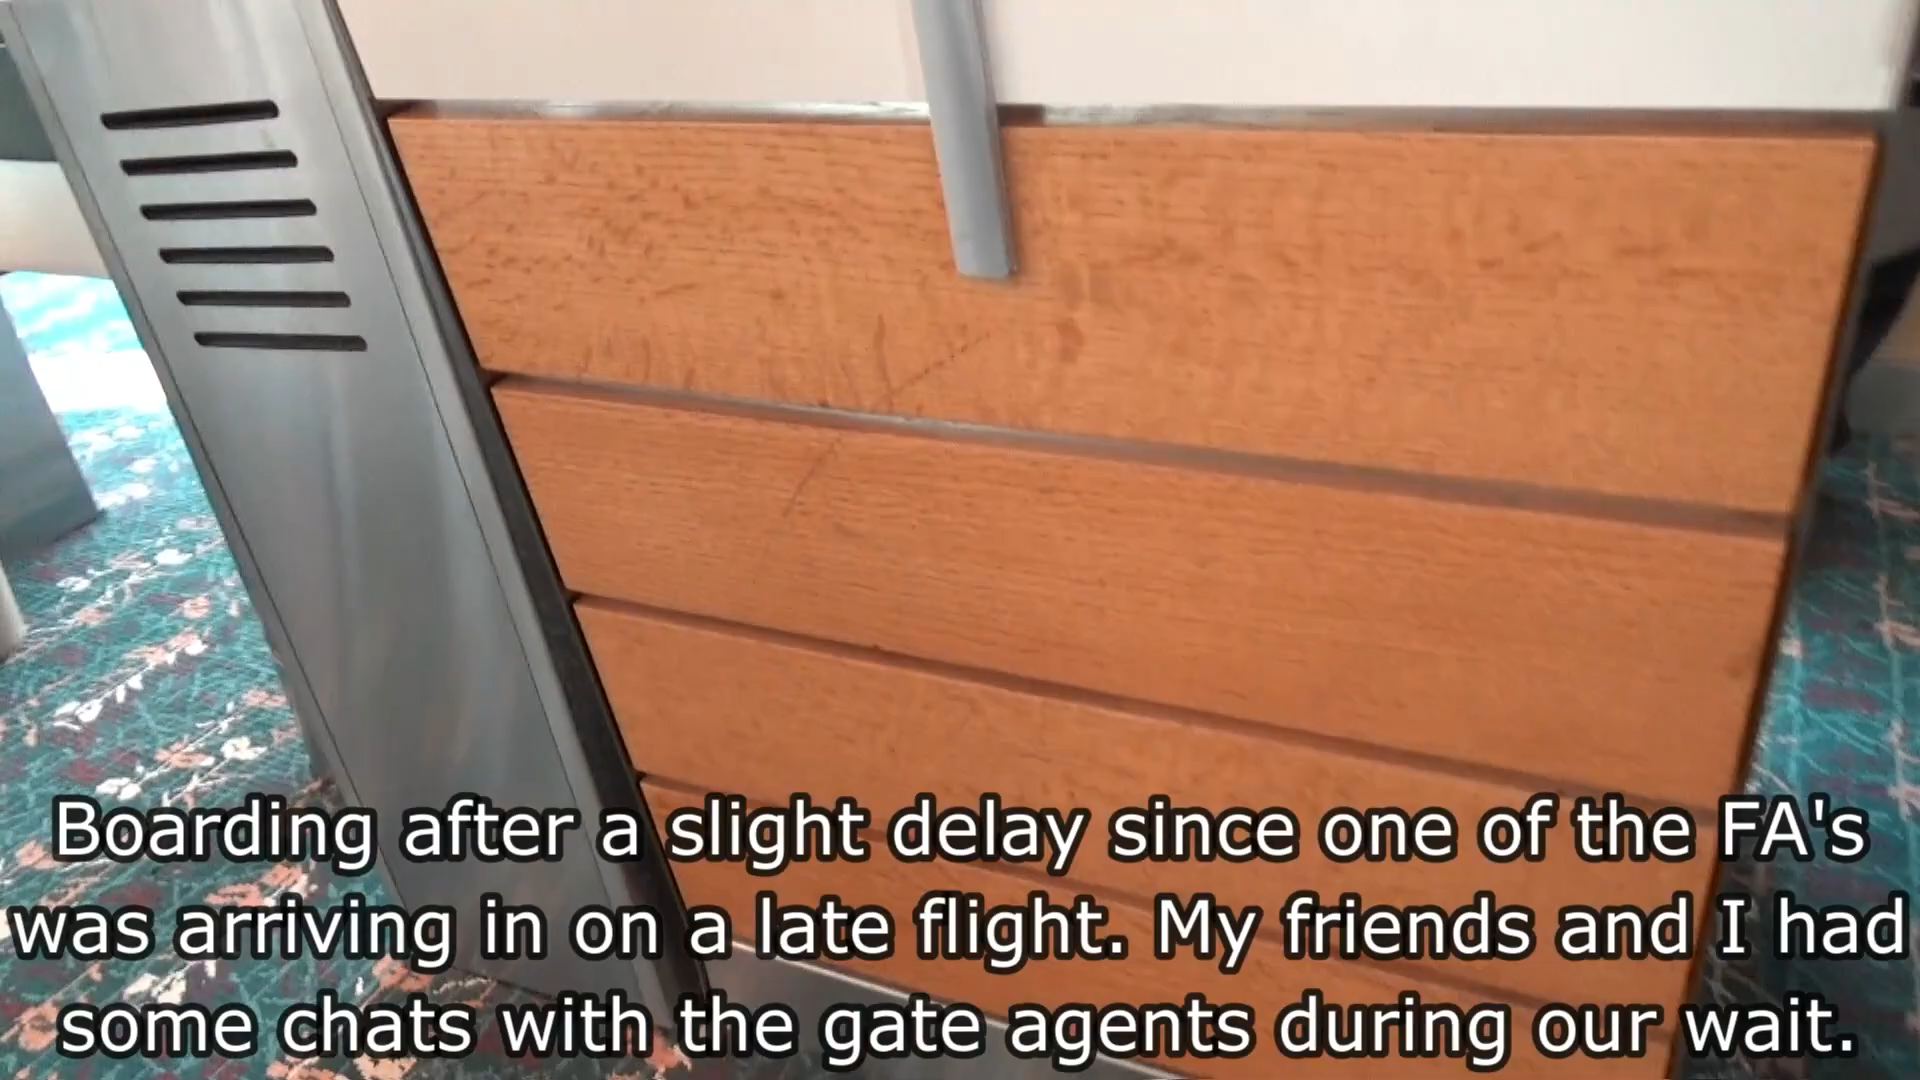 Boarding after a slight delay since one of the FA's
was arriving in on a late flight. My friends and I had
some chats with the gate agents during our wait.